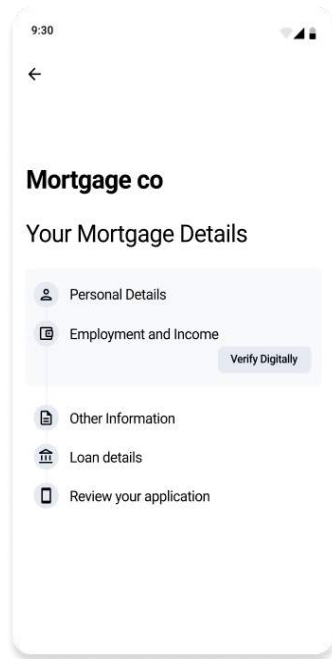 9:30
Mortgage co
Your Mortgage Details
Personal Details
Employment and Income
Verify Digitally
Other Information
Loan details
Review your application